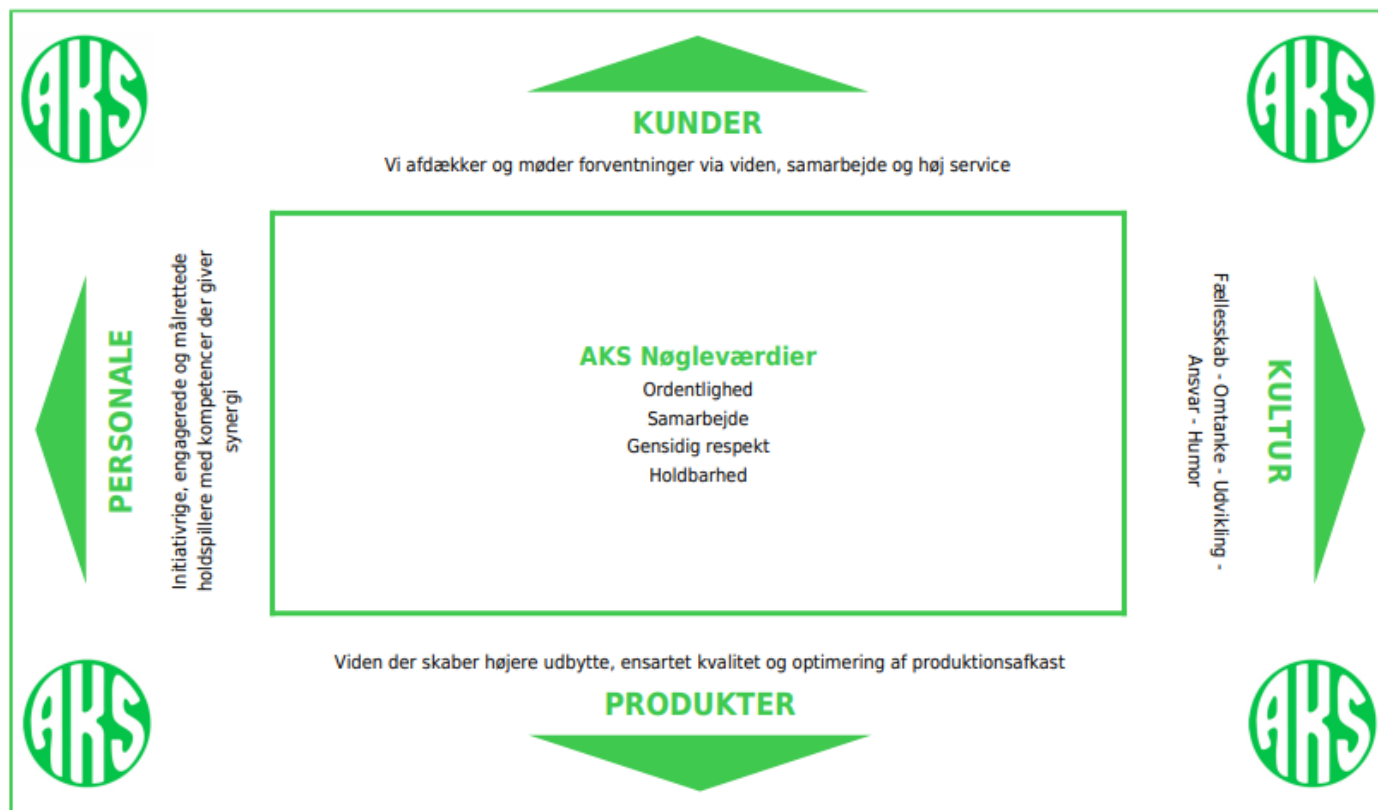 AKS
AKS
KUNDER
Vi afdækker og møder forventninger via viden, samarbejde og høj service
PERSONALE
Initiativrige, engagerede og målrettede
holdspillere med kompetencer der giver
synergi
AKS Nøgleværdier
Ordentlighed
Samarbejde
Gensidig respekt
Holdbarhed
KULTUR
Fællesskab - Omtanke - Udvikling -
Ansvar - Humor
Viden der skaber højere udbytte, ensartet kvalitet og optimering af produktionsafkast
PRODUKTER
AKS
AKS